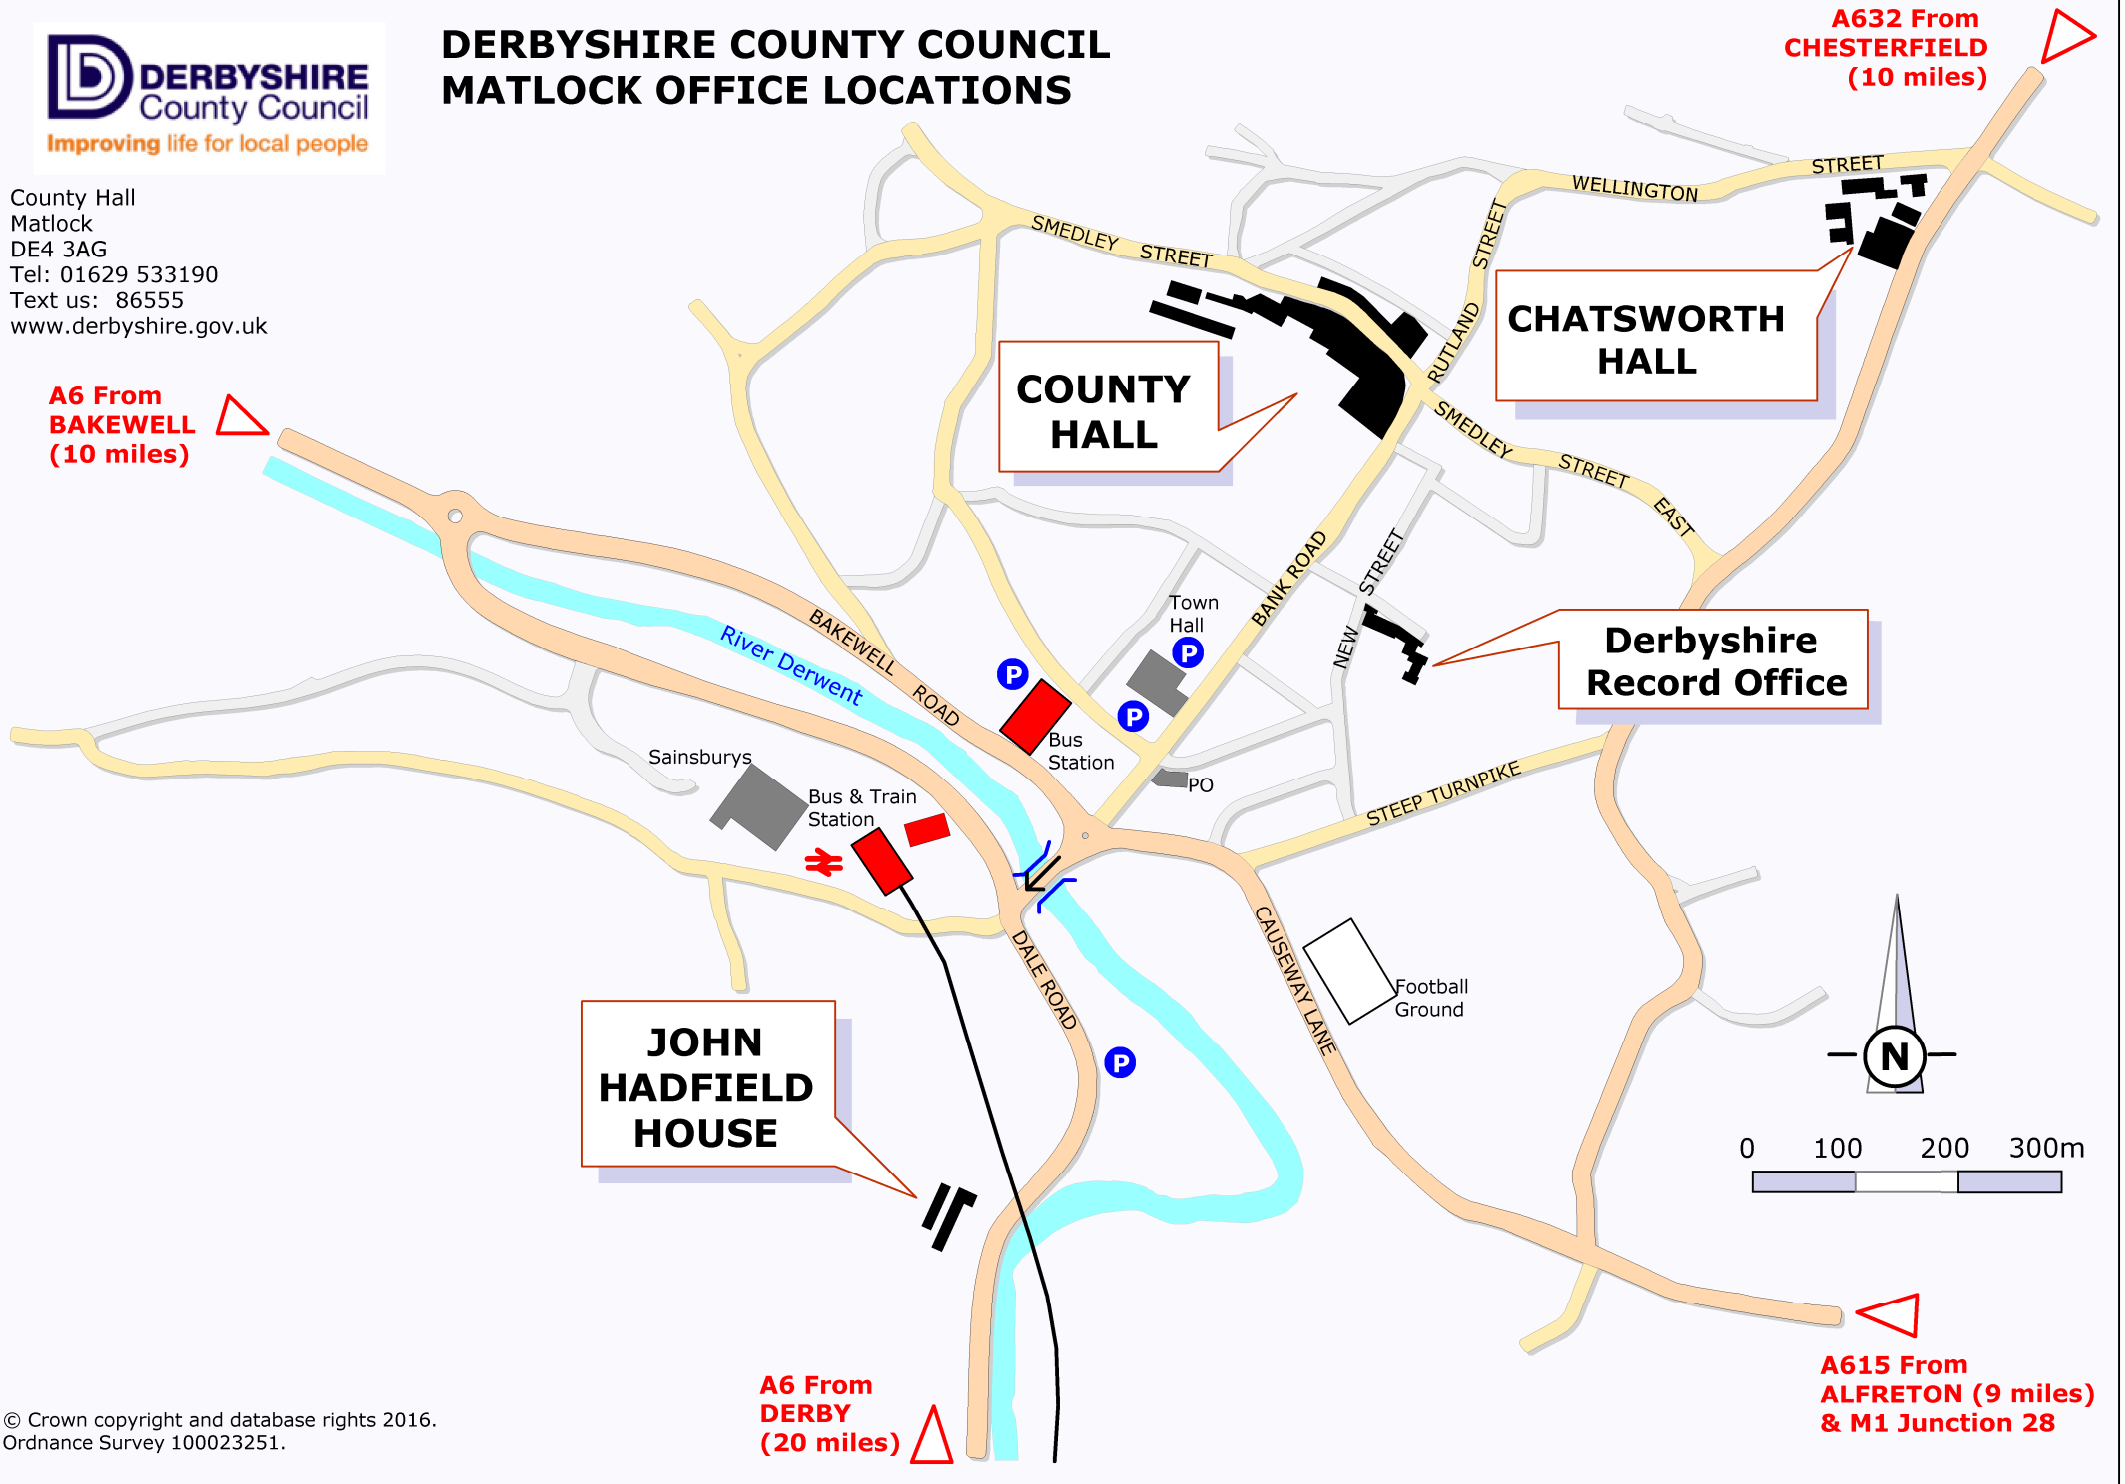 DERBYSHIRE
County Council
Improving life for local people
DERBYSHIRE COUNTY COUNCIL
MATLOCK OFFICE LOCATIONS
A632 From
CHESTERFIELD
(10 miles)
County Hall
Matlock
DE4 3AG
Tel: 01629 533190
Text us:  86555
www.derbyshire.gov.uk
A6 From
BAKEWELL
(10 miles)
SMEDLEY STREET
RUTLAND STREET
WELLINGTON STREET
CHATSWORTH
HALL
COUNTY
HALL
SMEDLEY STREET EAST
BANK ROAD
NEW STREET
Town
Hall
P
P
P
Derbyshire
Record Office
River Derwent
BAKEWELL ROAD
Bus
Station
PO
STEEP TURNPIKE
Sainsburys
Bus & Train
Station
DALE ROAD
CAUSEWAY LANE
Football
Ground
P
JOHN
HADFIELD
HOUSE
N
0 100 200 300m
A6 From
DERBY
(20 miles)
A615 From
ALFRETON (9 miles)
& M1 Junction 28
© Crown copyright and database rights 2016.
Ordnance Survey 100023251.